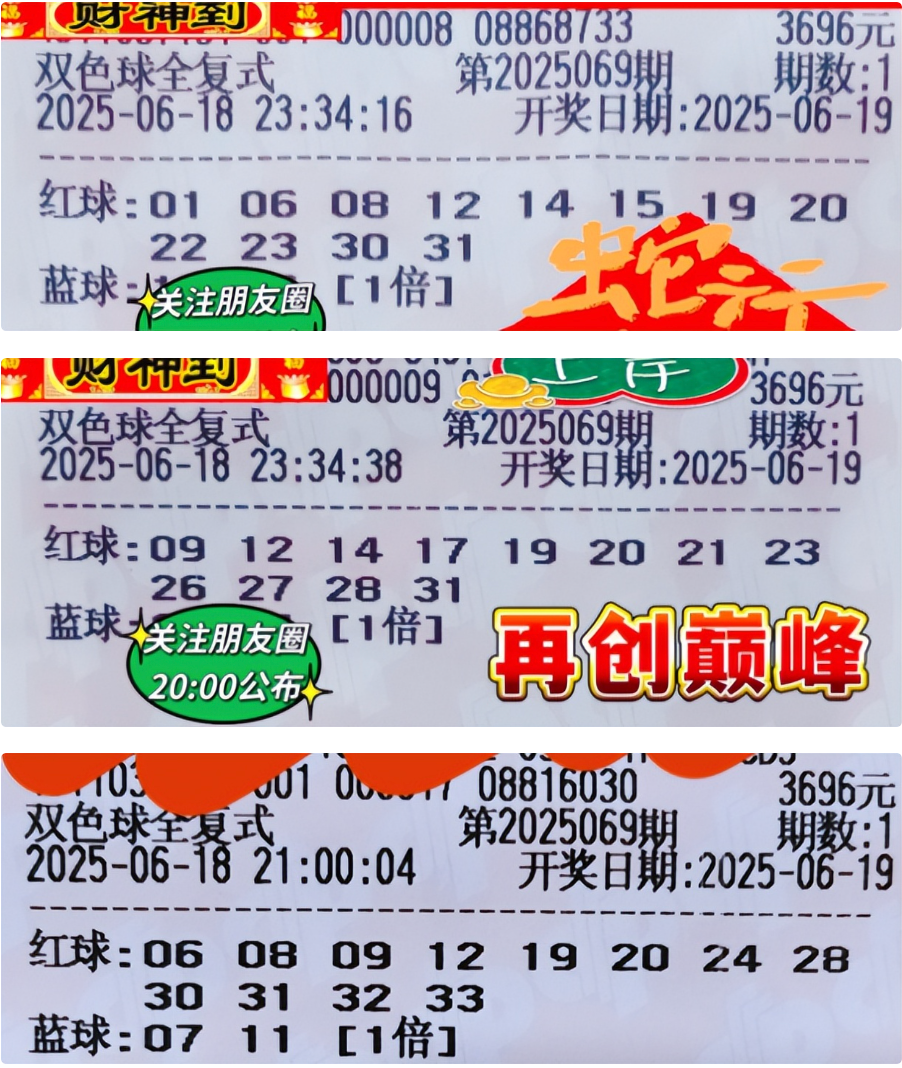 财神到
000008 08868733 3696元
双色球全复式 第2025069期 期数:1
2025-06-18 23:34:16 开奖日期:2025-06-19
红球:01 06 08 12 14 15 19 20
22 23 30 31
蓝球: [1倍]
关注朋友圈
蛇行
财神到
上岸
000009 3696元
双色球全复式 第2025069期 期数:1
2025-06-18 23:34:38 开奖日期:2025-06-19
红球:09 12 14 17 19 20 21 23
26 27 28 31
蓝球 [1倍]
关注朋友圈
20:00公布
再创巅峰
001 08816030 3696元
双色球全复式 第2025069期 期数:1
2025-06-18 21:00:04 开奖日期:2025-06-19
红球:06 08 09 12 19 20 24 28
30 31 32 33
蓝球:07 11 [1倍]